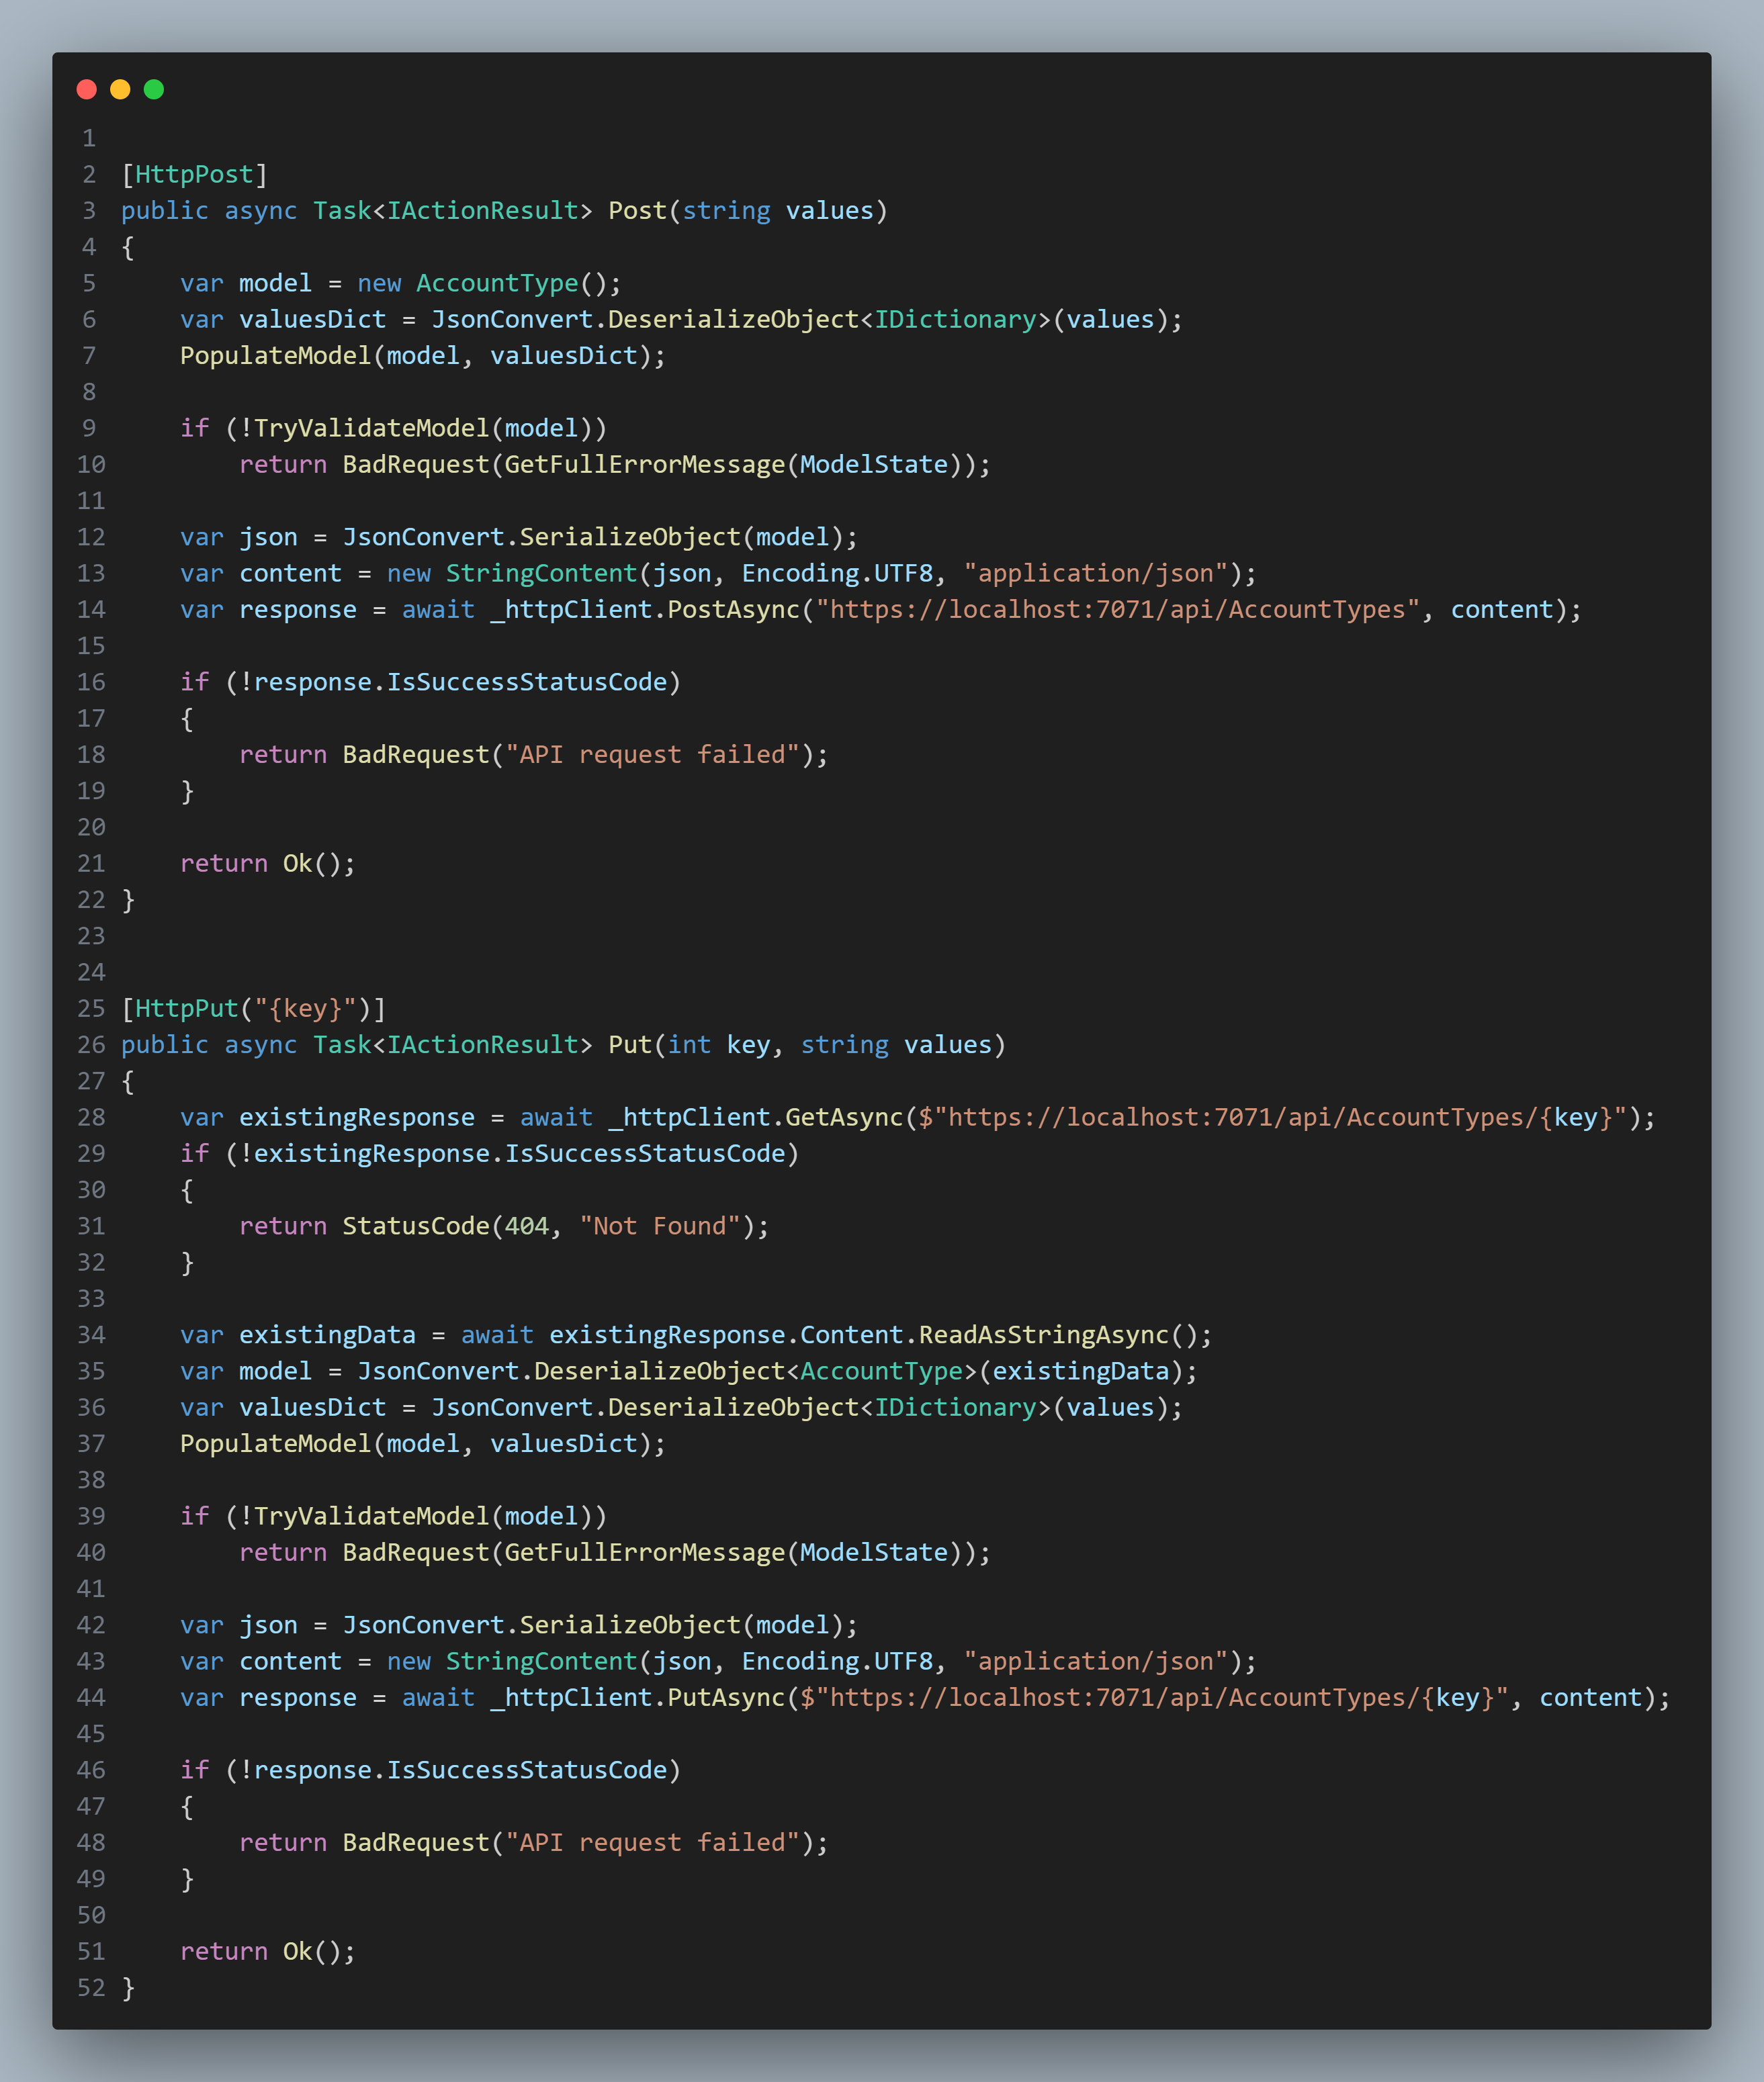 1
2 [HttpPost]
3 public async Task<IActionResult> Post(string values)
4 {
5     var model = new AccountType();
6     var valuesDict = JsonConvert.DeserializeObject<IDictionary>(values);
7     PopulateModel(model, valuesDict);
8
9     if (!TryValidateModel(model))
10         return BadRequest(GetFullErrorMessage(ModelState));
11
12     var json = JsonConvert.SerializeObject(model);
13     var content = new StringContent(json, Encoding.UTF8, "application/json");
14     var response = await _httpClient.PostAsync("https://localhost:7071/api/AccountTypes", content);
15
16     if (!response.IsSuccessStatusCode)
17     {
18         return BadRequest("API request failed");
19     }
20
21     return Ok();
22 }
23
24
25 [HttpPut("{key}")]
26 public async Task<IActionResult> Put(int key, string values)
27 {
28     var existingResponse = await _httpClient.GetAsync($"https://localhost:7071/api/AccountTypes/{key}");
29     if (!existingResponse.IsSuccessStatusCode)
30     {
31         return StatusCode(404, "Not Found");
32     }
33
34     var existingData = await existingResponse.Content.ReadAsStringAsync();
35     var model = JsonConvert.DeserializeObject<AccountType>(existingData);
36     var valuesDict = JsonConvert.DeserializeObject<IDictionary>(values);
37     PopulateModel(model, valuesDict);
38
39     if (!TryValidateModel(model))
40         return BadRequest(GetFullErrorMessage(ModelState));
41
42     var json = JsonConvert.SerializeObject(model);
43     var content = new StringContent(json, Encoding.UTF8, "application/json");
44     var response = await _httpClient.PutAsync($"https://localhost:7071/api/AccountTypes/{key}", content);
45
46     if (!response.IsSuccessStatusCode)
47     {
48         return BadRequest("API request failed");
49     }
50
51     return Ok();
52 }